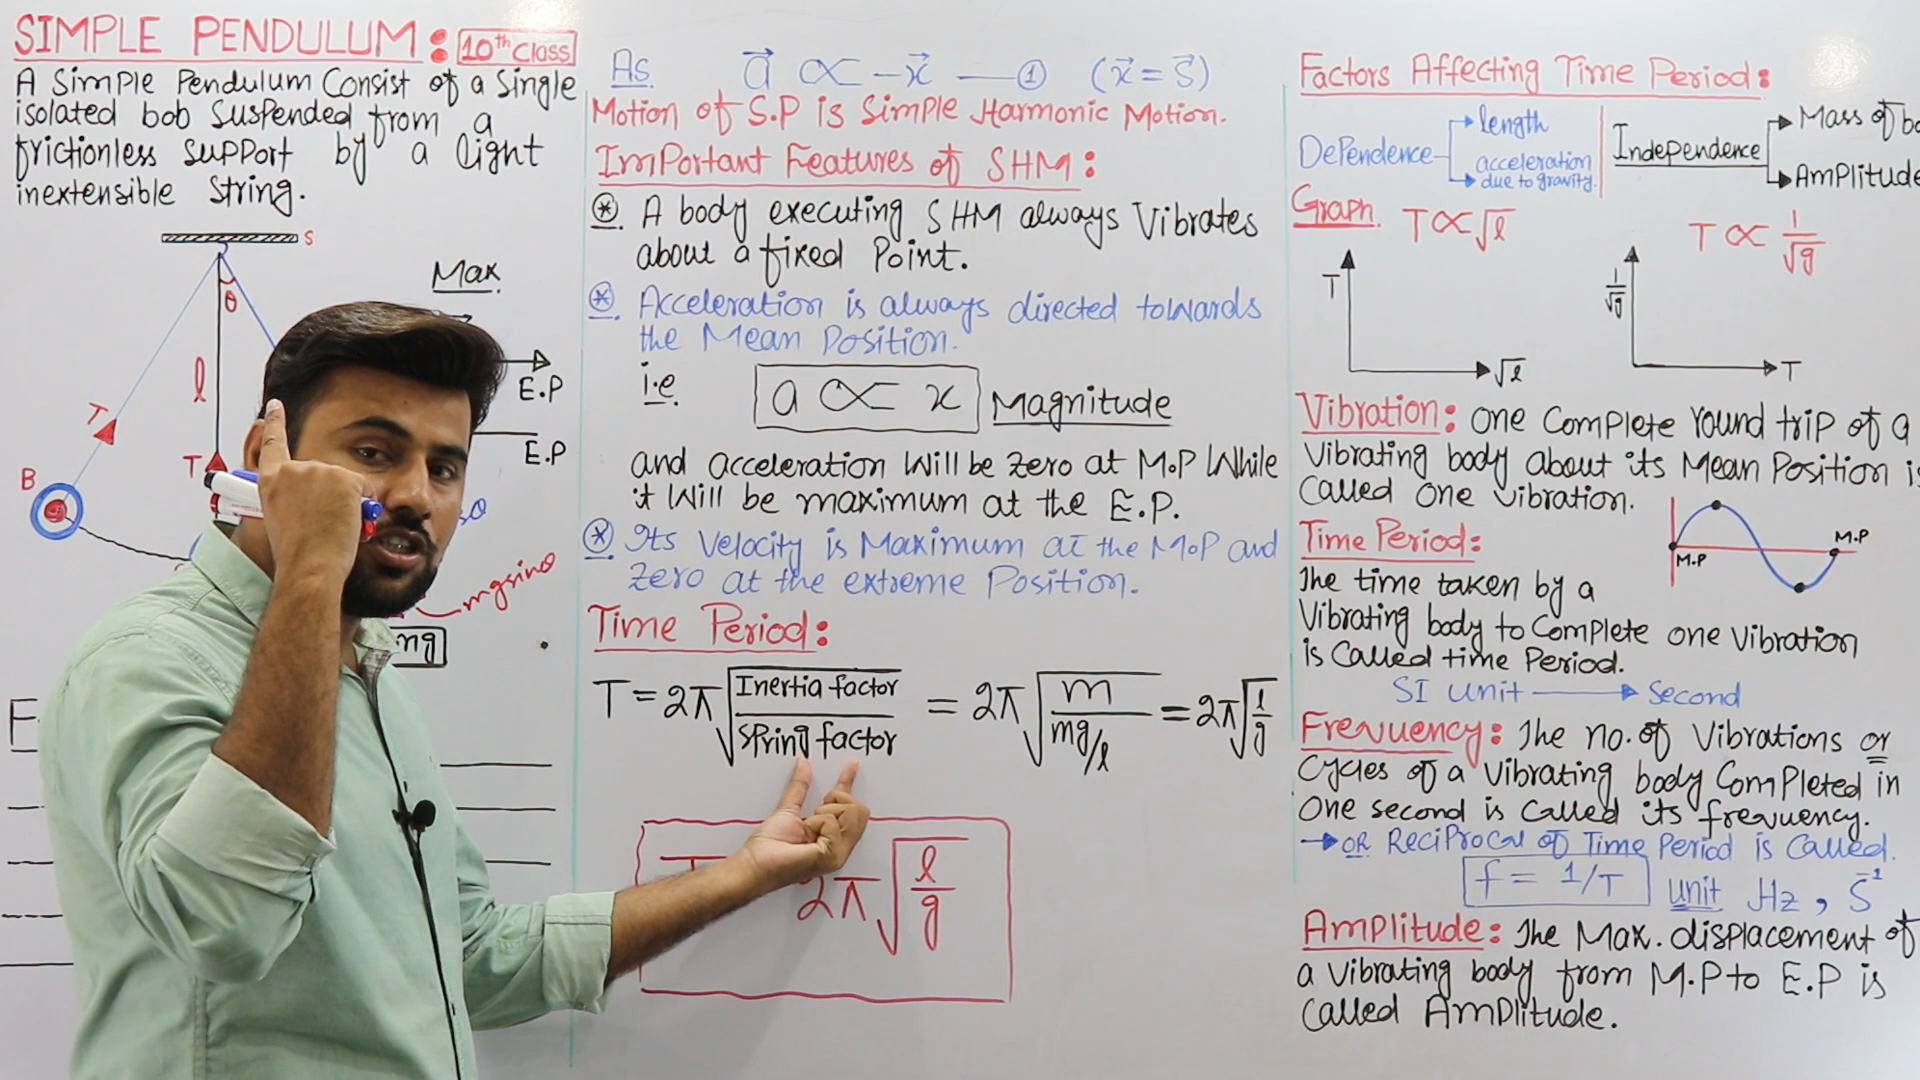 SIMPLE PENDULUM: 10th Class
A Simple Pendulum Consist of a Single
isolated bob Suspended from a
frictionless support by a light
inextensible String.
S
θ
Max
l
E.P
T
T
E.P
B
mgsinθ
mg
As a⃗ ∝ -x⃗ — ① (x⃗ = S⃗)
Motion of S.P is Simple Harmonic Motion.
Important Features of SHM:
* A body executing SHM always Vibrates
about a fixed Point.
* Acceleration is always directed towards
the Mean Position.
i.e a ∝ x Magnitude
and acceleration Will be Zero at M.P While
it Will be maximum at the E.P.
* Its Velocity is Maximum at the M.P and
Zero at the extreme Position.
Time Period:
T = 2π√(Inertia factor/Spring factor) = 2π√(m/(mg/l)) = 2π√(l/g)
2π√(l/g)
Factors Affecting Time Period:
Dependence length
acceleration
due to gravity.
Independence Mass of
Amplitude
Graph T ∝ √l T ∝ 1/√g
T √l
1/√g T
Vibration: One Complete round trip of a
Vibrating body about its Mean Position is
Called One Vibration.
Time Period:
The time taken by a
Vibrating body to Complete one Vibration
is Called time Period.
M.P M.P
SI unit → Second
Frequency: The no. of Vibrations or
Cycles of a Vibrating body Completed in
One second is Called its frequency.
→ OR Reciprocal of Time Period is Called.
f = 1/T unit Hz, S⁻¹
Amplitude: The Max. displacement of
a Vibrating body from M.P to E.P is
Called Amplitude.